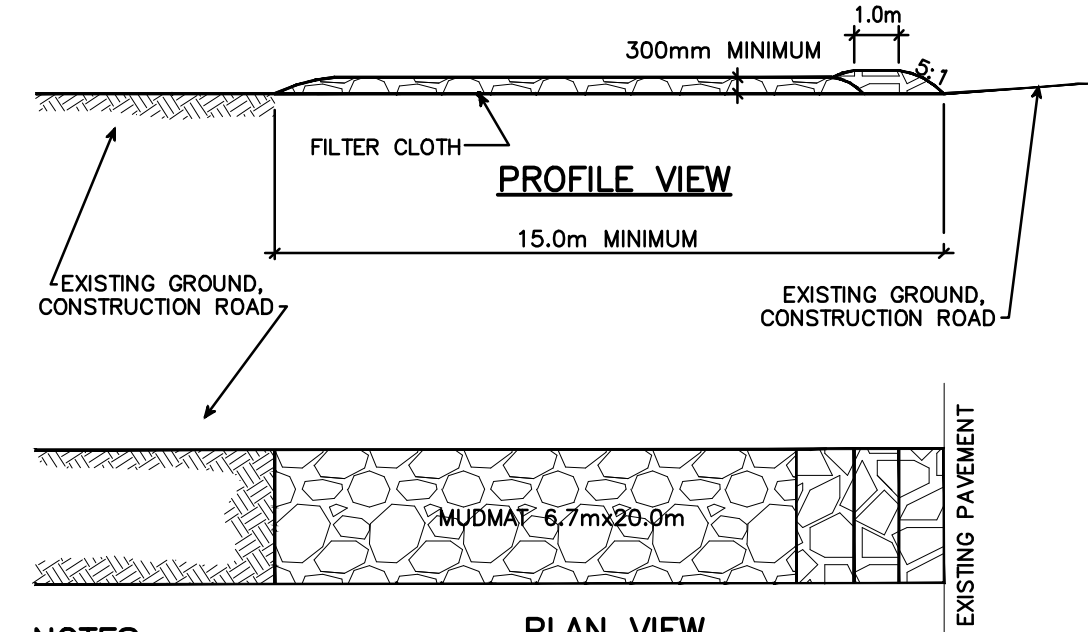 1.0m
300mm MINIMUM
5:1
FILTER CLOTH
PROFILE VIEW
15.0m MINIMUM
EXISTING GROUND,
CONSTRUCTION ROAD
EXISTING GROUND,
CONSTRUCTION ROAD
EXISTING PAVEMENT
MUDMAT 6.7mx20.0m
PLAN VIEW
NOTES